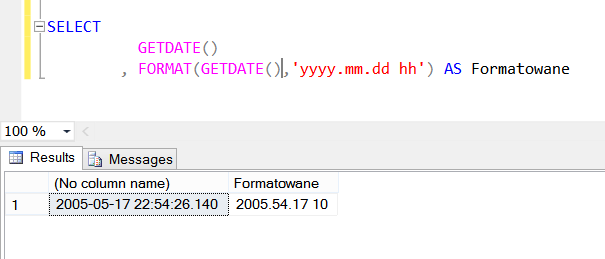 SELECT
GETDATE()
, FORMAT(GETDATE(),'yyyy.mm.dd hh') AS Formatowane
100 %
Results Messages
(No column name) Formatowane
1 2005-05-17 22:54:26.140 2005.54.17 10